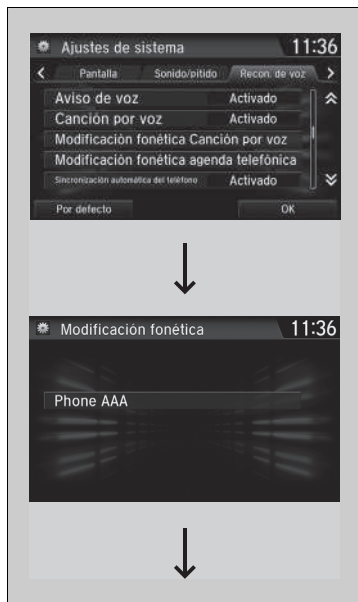 Ajustes de sistema 11:36
Pantalla Sonido/pitido Recon. de voz
Aviso de voz Activado
Canción por voz Activado
Modificación fonética Canción por voz
Modificación fonética agenda telefónica
Sincronización automática del teléfono Activado
Por defecto OK
Modificación fonética 11:36
Phone AAA